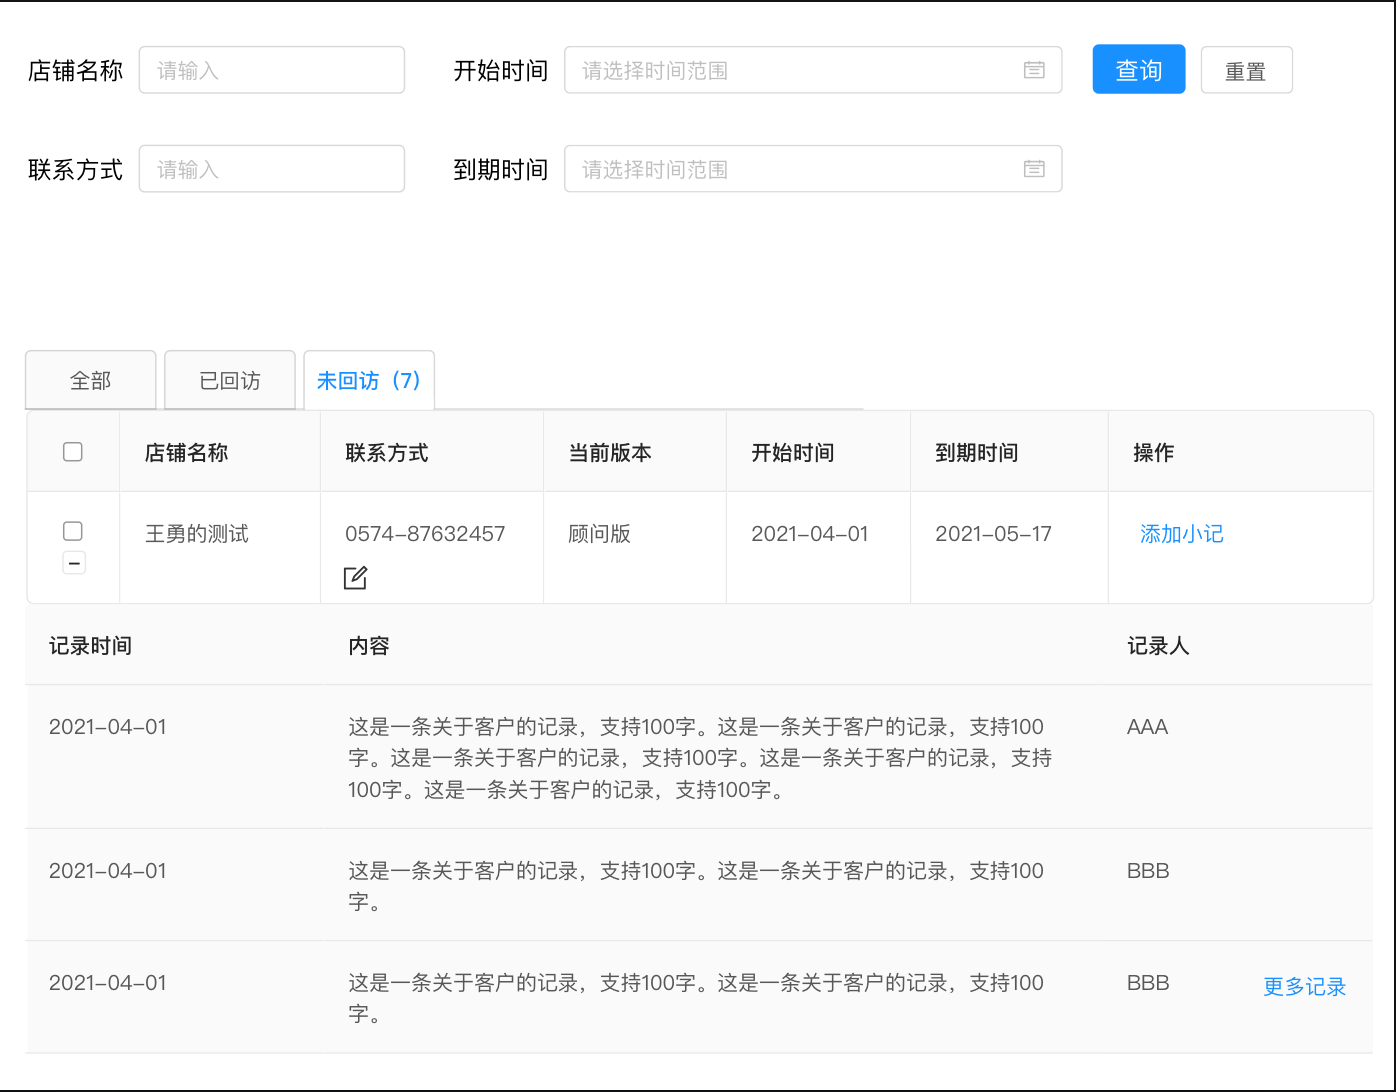 店铺名称 请输入 开始时间 请选择时间范围 查询 重置
联系方式 请输入 到期时间 请选择时间范围
全部 已回访 未回访（7）
店铺名称 联系方式 当前版本 开始时间 到期时间 操作
王勇的测试 0574-87632457 顾问版 2021-04-01 2021-05-17 添加小记
记录时间 内容 记录人
2021-04-01 这是一条关于客户的记录，支持100字。这是一条关于客户的记录，支持100 AAA
字。这是一条关于客户的记录，支持100字。这是一条关于客户的记录，支持
100字。这是一条关于客户的记录，支持100字。
2021-04-01 这是一条关于客户的记录，支持100字。这是一条关于客户的记录，支持100 BBB
字。
2021-04-01 这是一条关于客户的记录，支持100字。这是一条关于客户的记录，支持100 BBB 更多记录
字。